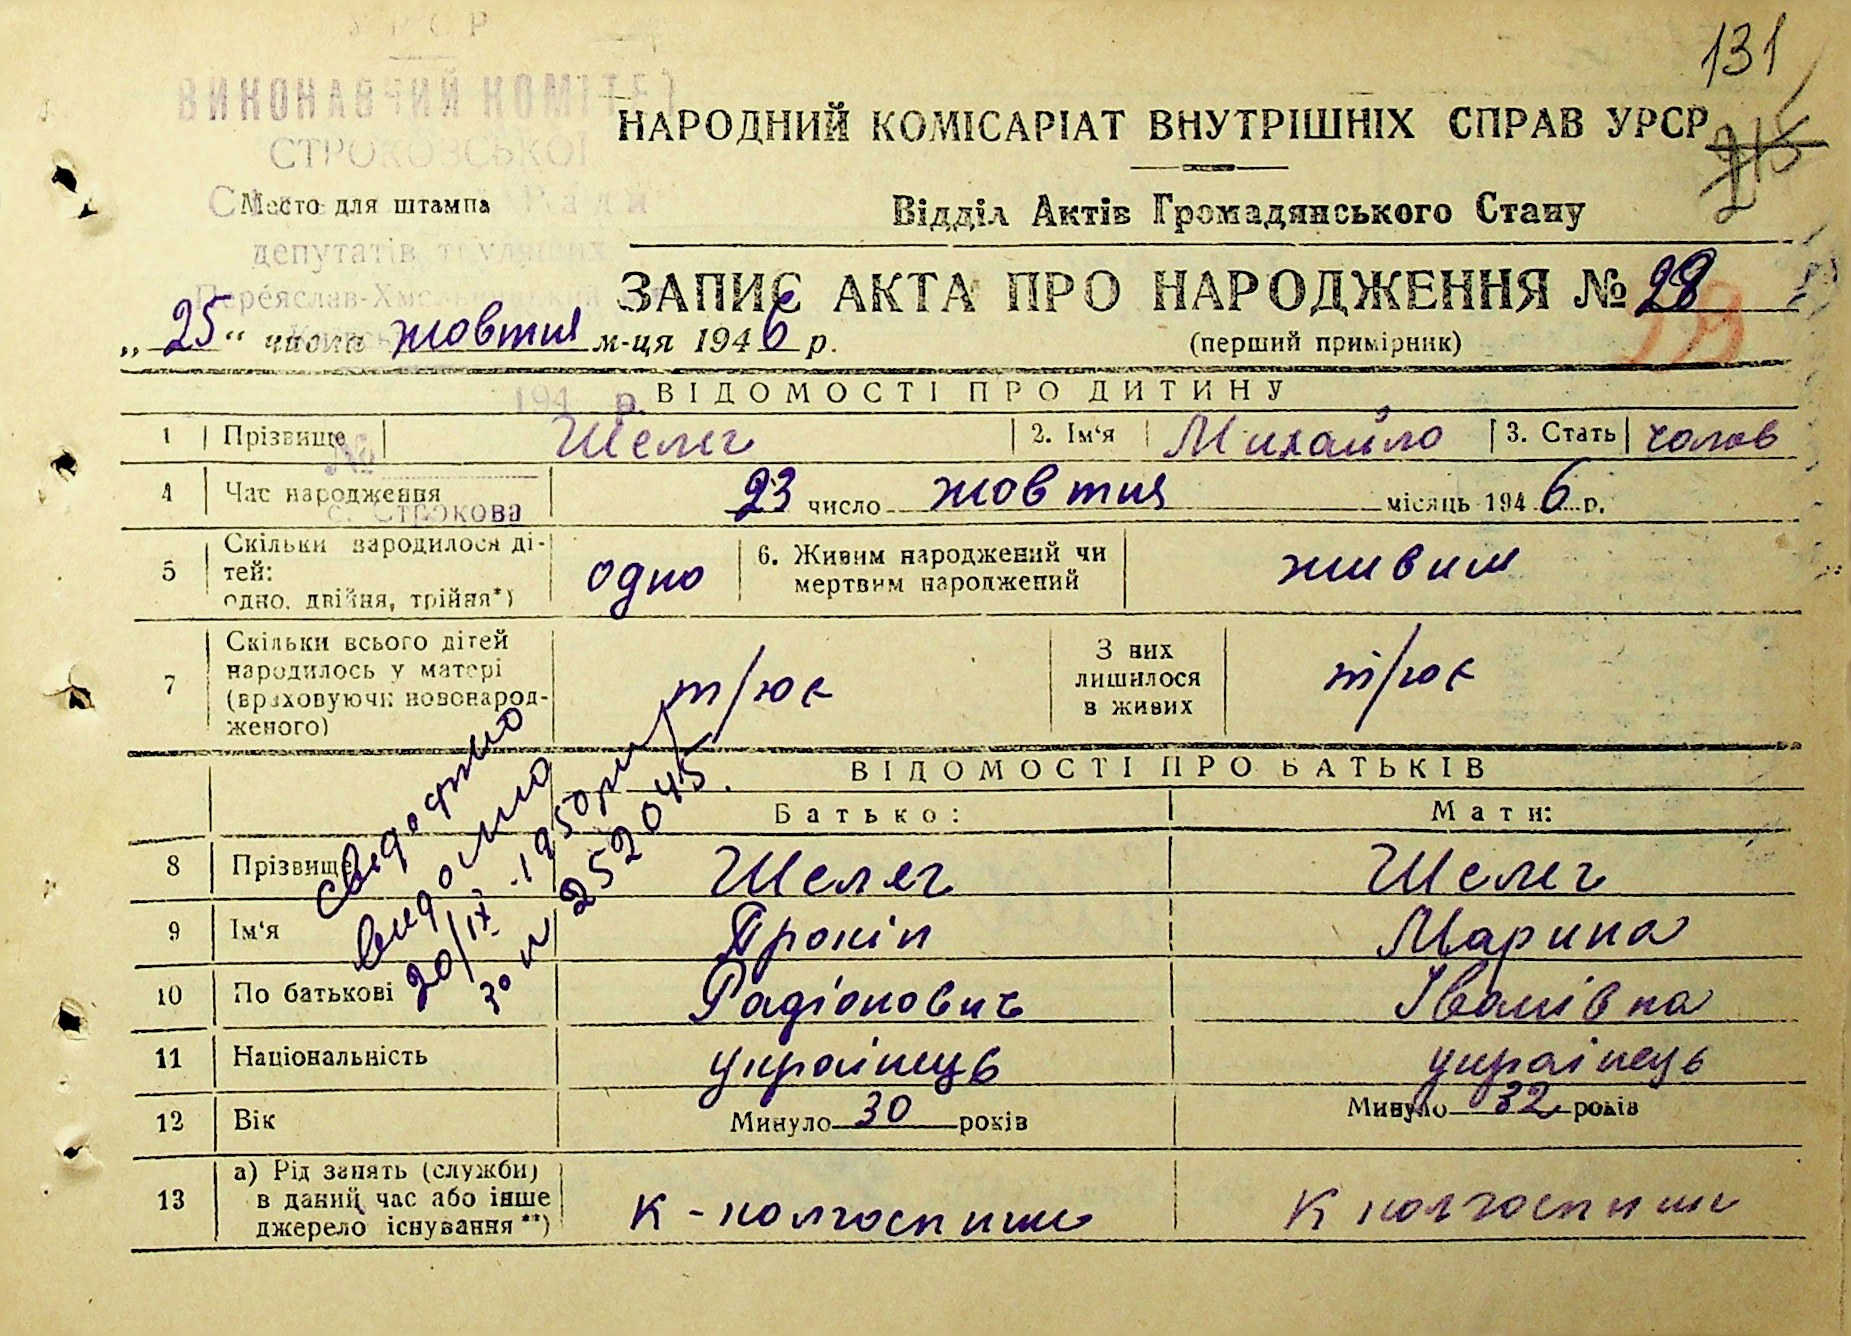 131
215
УРСР
ВИКОНАВЧИЙ КОМІТЕТ
СТРОКОВСЬКОЇ
депутатів трудящих
НАРОДНИЙ КОМІСАРІАТ ВНУТРІШНІХ СПРАВ УРСР
Место для штампа
Відділ Актів Громадянського Стану
ЗАПИС АКТА ПРО НАРОДЖЕННЯ № 28
„25“ числа жовтня м-ця 1946 р.
(перший примірник)
194 р.
ВІДОМОСТІ ПРО ДИТИНУ
1 Прізвище Шелег 2. Ім‘я Михайло 3. Стать чолов
№
4 Час народження 23 число жовтня місяць 1946 р.
с. Строкова
5 Скільки народилося дітей: одно, двійня, трійня*) одно 6. Живим народжений чи мертвим народжений живим
7 Скільки всього дітей народилось у матері (враховуючи новонародженого) т/роє З них лишилося в живих т/роє
ВІДОМОСТІ ПРО БАТЬКІВ
Батько: Мати:
8 Прізвище Шелег Шелег
9 Ім‘я Прокіп Марина
10 По батькові Радіонович Іванівна
11 Національність українець українець
12 Вік Минуло 30 років Минуло 32 років
13 а) Рід занять (служби) в даний час або інше джерело існування**) К-колгоспник К колгоспник
20/IX-1950р
252045.